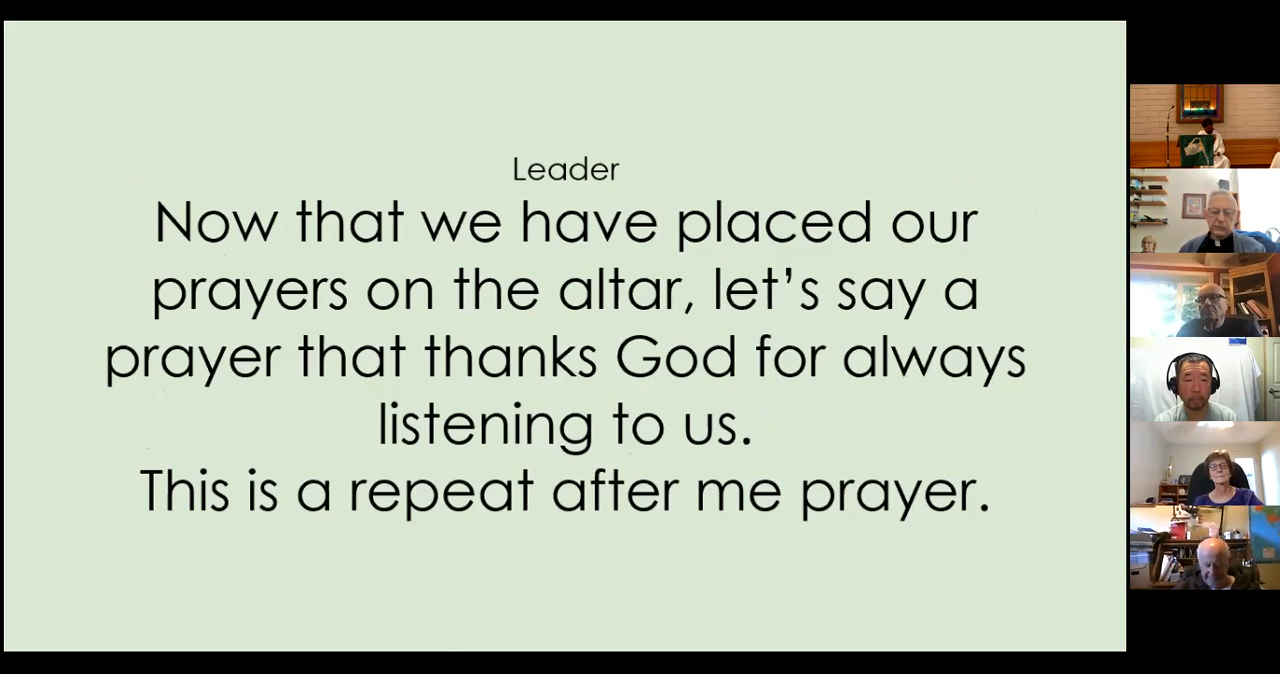 Leader
Now that we have placed our
prayers on the altar, let’s say a
prayer that thanks God for always
listening to us.
This is a repeat after me prayer.